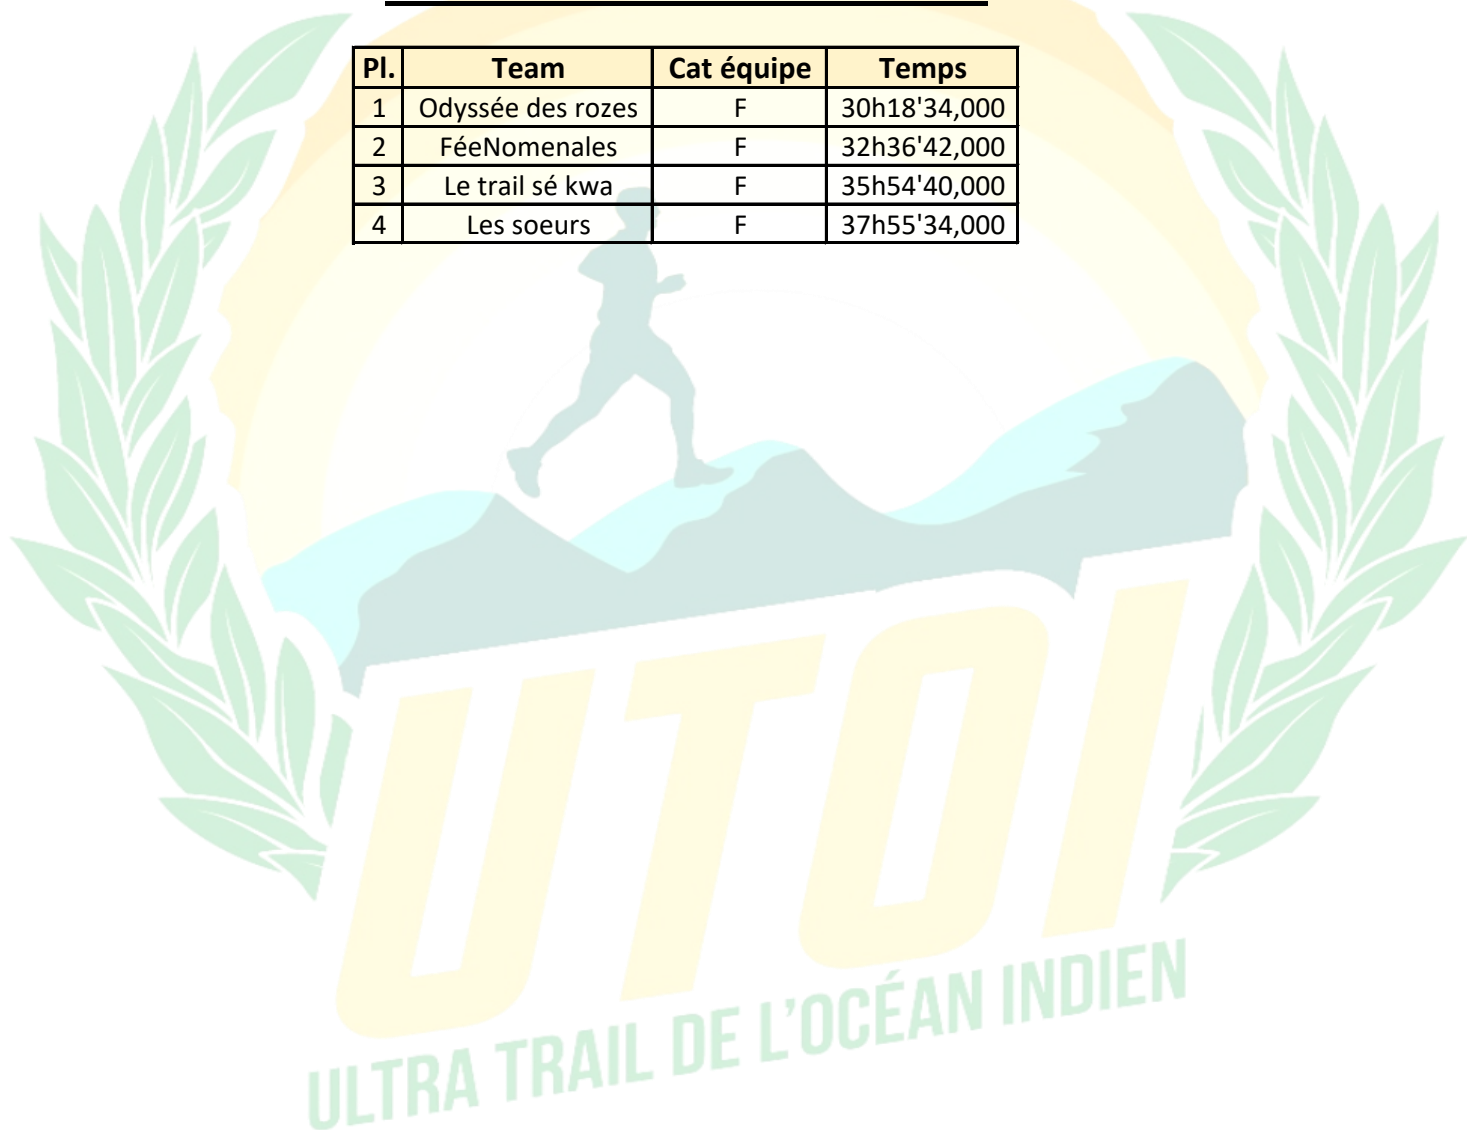 Pl. Team Cat équipe Temps
1 Odyssée des rozes F 30h18'34,000
2 FéeNomenales F 32h36'42,000
3 Le trail sé kwa F 35h54'40,000
4 Les soeurs F 37h55'34,000
UTOI
ULTRA TRAIL DE L'OCÉAN INDIEN